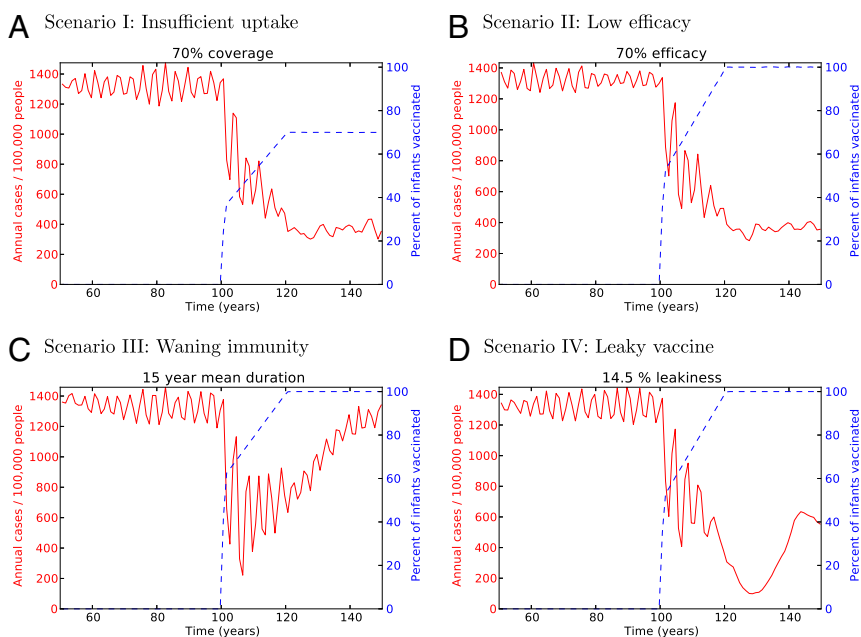 A Scenario I: Insufficient uptake
70% coverage
Annual cases / 100,000 people
1400
1200
1000
800
600
400
200
0
60 80 100 120 140
Time (years)
100
80
60
40
20
0
Percent of infants vaccinated
B Scenario II: Low efficacy
70% efficacy
Annual cases / 100,000 people
1400
1200
1000
800
600
400
200
0
60 80 100 120 140
Time (years)
100
80
60
40
20
0
Percent of infants vaccinated
C Scenario III: Waning immunity
15 year mean duration
Annual cases / 100,000 people
1400
1200
1000
800
600
400
200
0
60 80 100 120 140
Time (years)
100
80
60
40
20
0
Percent of infants vaccinated
D Scenario IV: Leaky vaccine
14.5 % leakiness
Annual cases / 100,000 people
1400
1200
1000
800
600
400
200
0
60 80 100 120 140
Time (years)
100
80
60
40
20
0
Percent of infants vaccinated